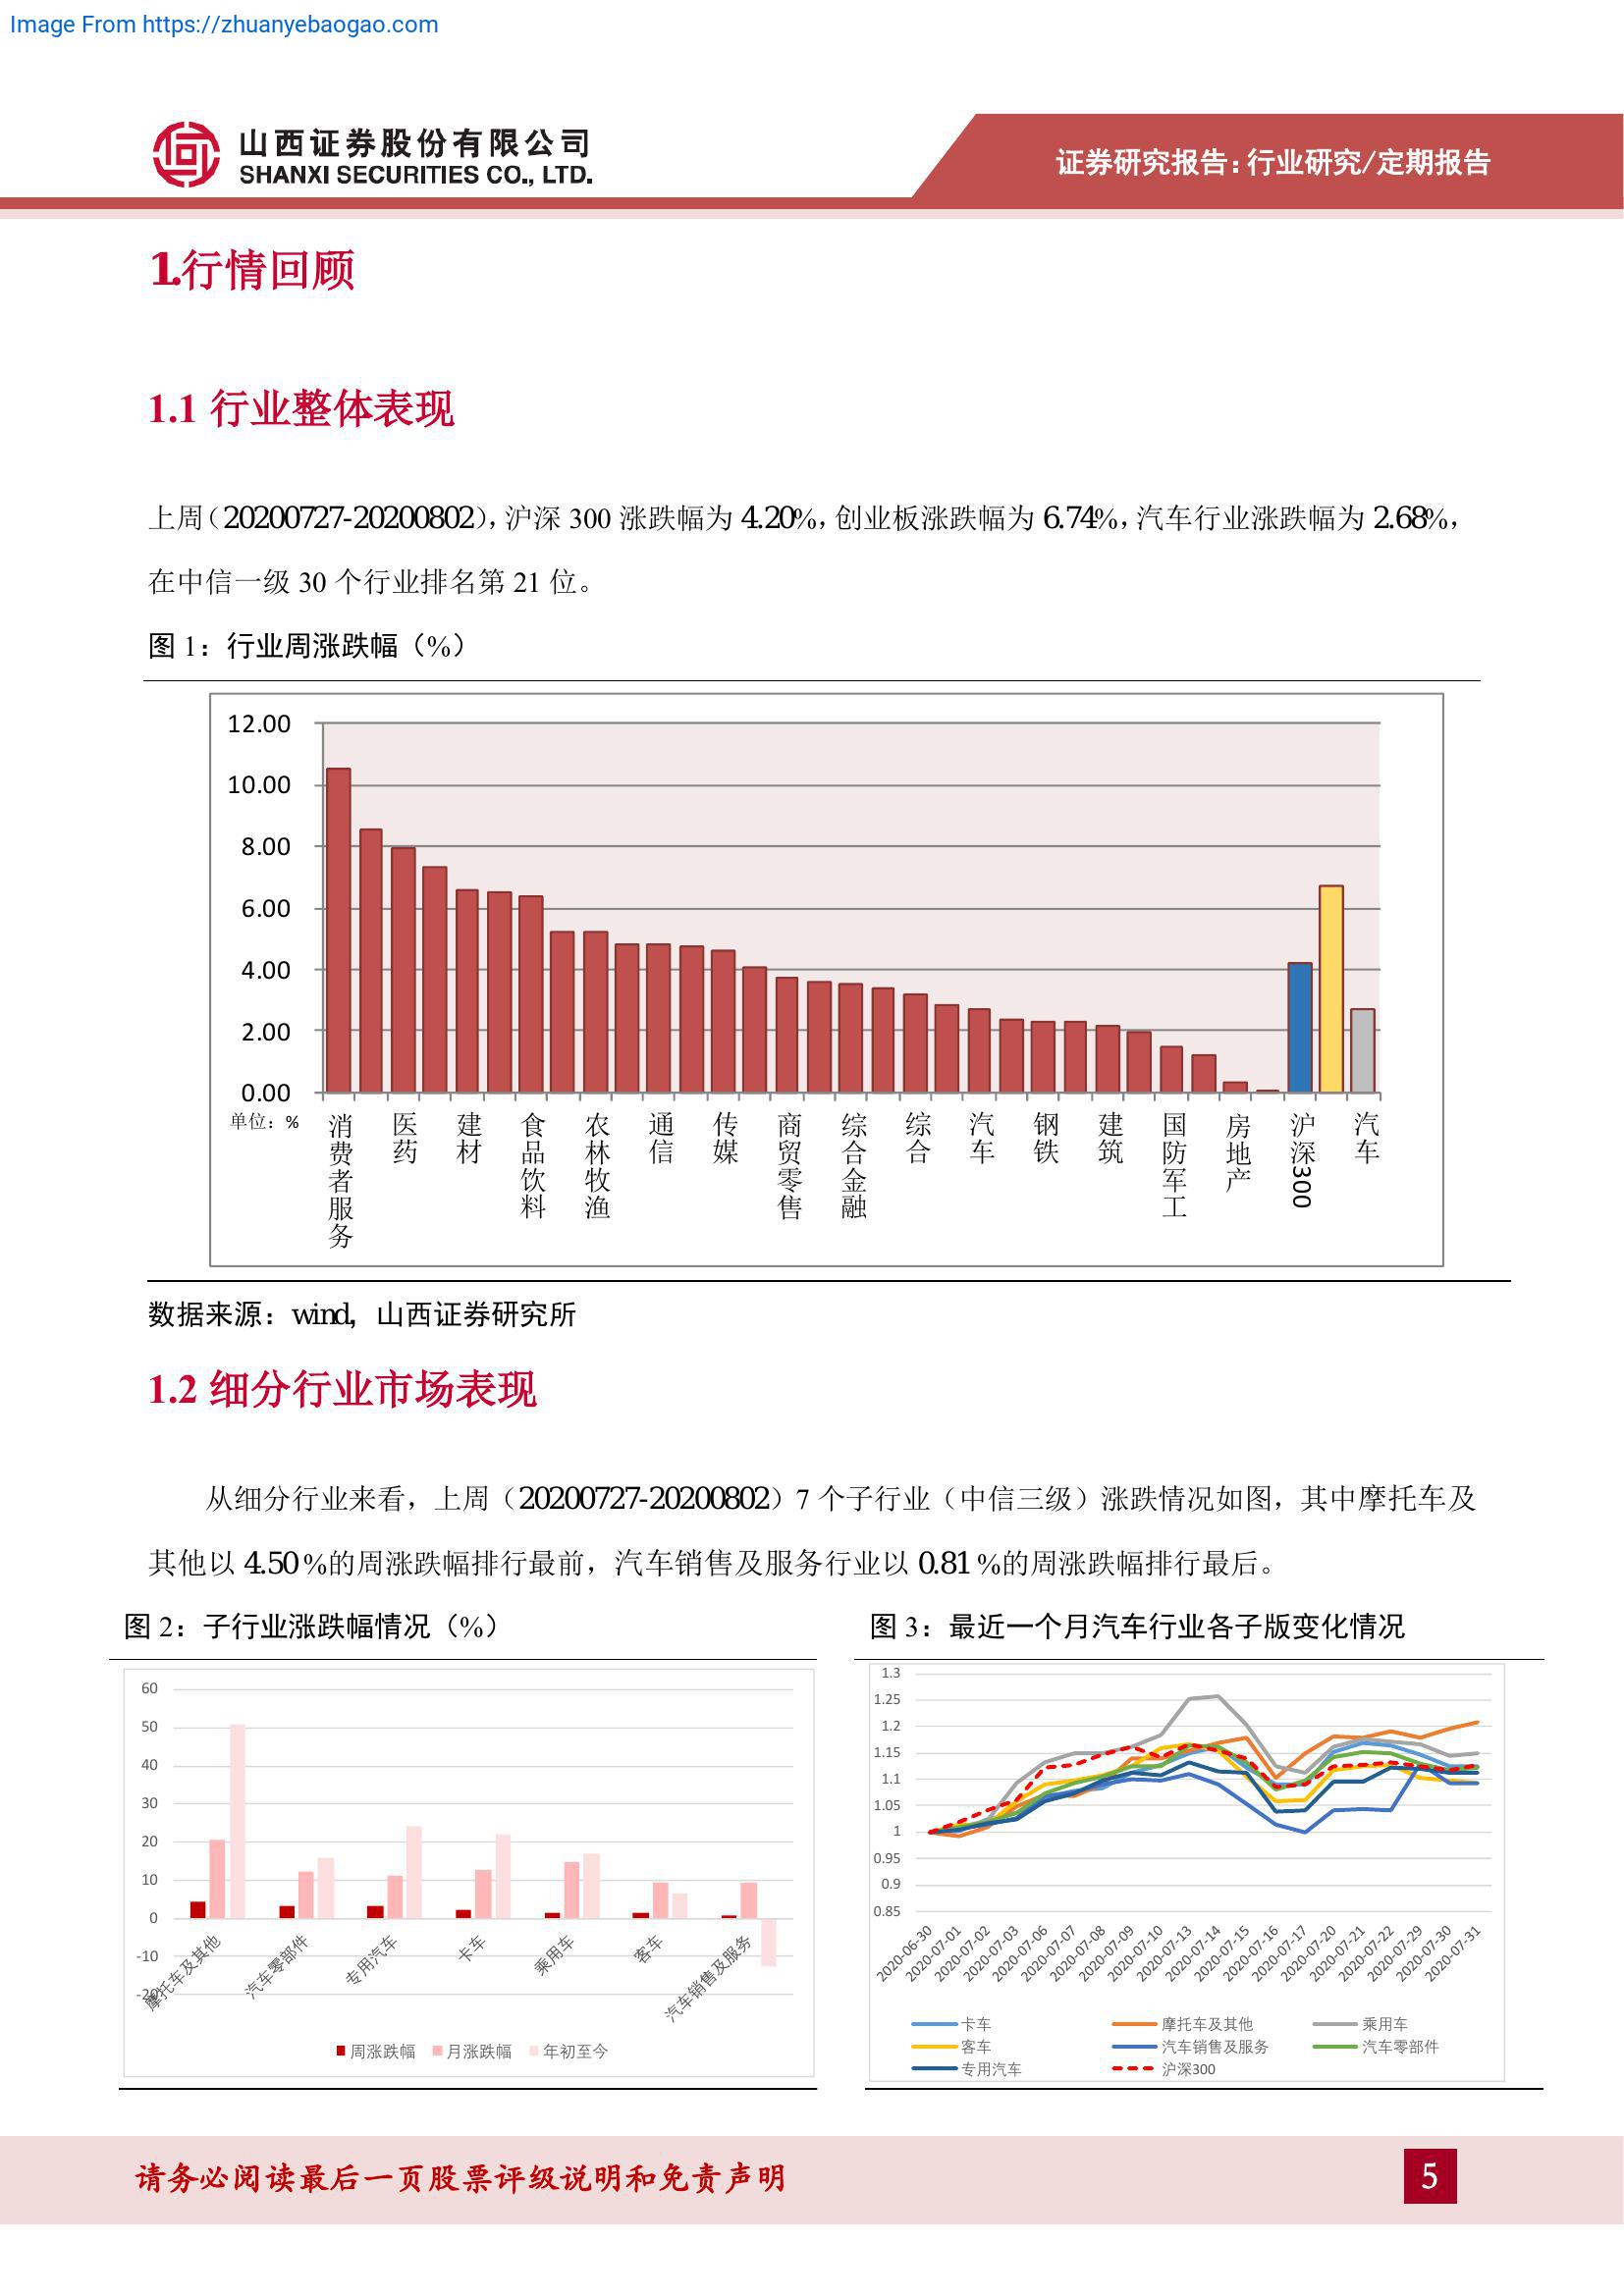 Image From https://zhuanyebaogao.com
山西证券股份有限公司
SHANXI SECURITIES CO., LTD.
证券研究报告:行业研究/定期报告
1.行情回顾
1.1 行业整体表现
上周(20200727-20200802),沪深 300 涨跌幅为 4.20%,创业板涨跌幅为 6.74%,汽车行业涨跌幅为 2.68%,
在中信一级 30 个行业排名第 21 位。
图 1：行业周涨跌幅（%）
12.00
10.00
8.00
6.00
4.00
2.00
0.00
单位：%
消费者服务
医药
建材
食品饮料
农林牧渔
通信
传媒
商贸零售
综合金融
综合
汽车
钢铁
建筑
国防军工
房地产
沪深300
汽车
数据来源：wind，山西证券研究所
1.2 细分行业市场表现
从细分行业来看，上周（20200727-20200802）7 个子行业（中信三级）涨跌情况如图，其中摩托车及
其他以 4.50%的周涨跌幅排行最前，汽车销售及服务行业以 0.81%的周涨跌幅排行最后。
图 2：子行业涨跌幅情况（%）
60
50
40
30
20
10
0
-10
-20
摩托车及其他
汽车零部件
专用汽车
卡车
乘用车
客车
汽车销售及服务
周涨跌幅 月涨跌幅 年初至今
图 3：最近一个月汽车行业各子版变化情况
1.3
1.25
1.2
1.15
1.1
1.05
1
0.95
0.9
0.85
2020-06-30
2020-07-01
2020-07-02
2020-07-03
2020-07-06
2020-07-07
2020-07-08
2020-07-09
2020-07-10
2020-07-13
2020-07-14
2020-07-15
2020-07-16
2020-07-17
2020-07-20
2020-07-21
2020-07-22
2020-07-29
2020-07-30
2020-07-31
卡车 摩托车及其他 乘用车
客车 汽车销售及服务 汽车零部件
专用汽车 沪深300
请务必阅读最后一页股票评级说明和免责声明
5